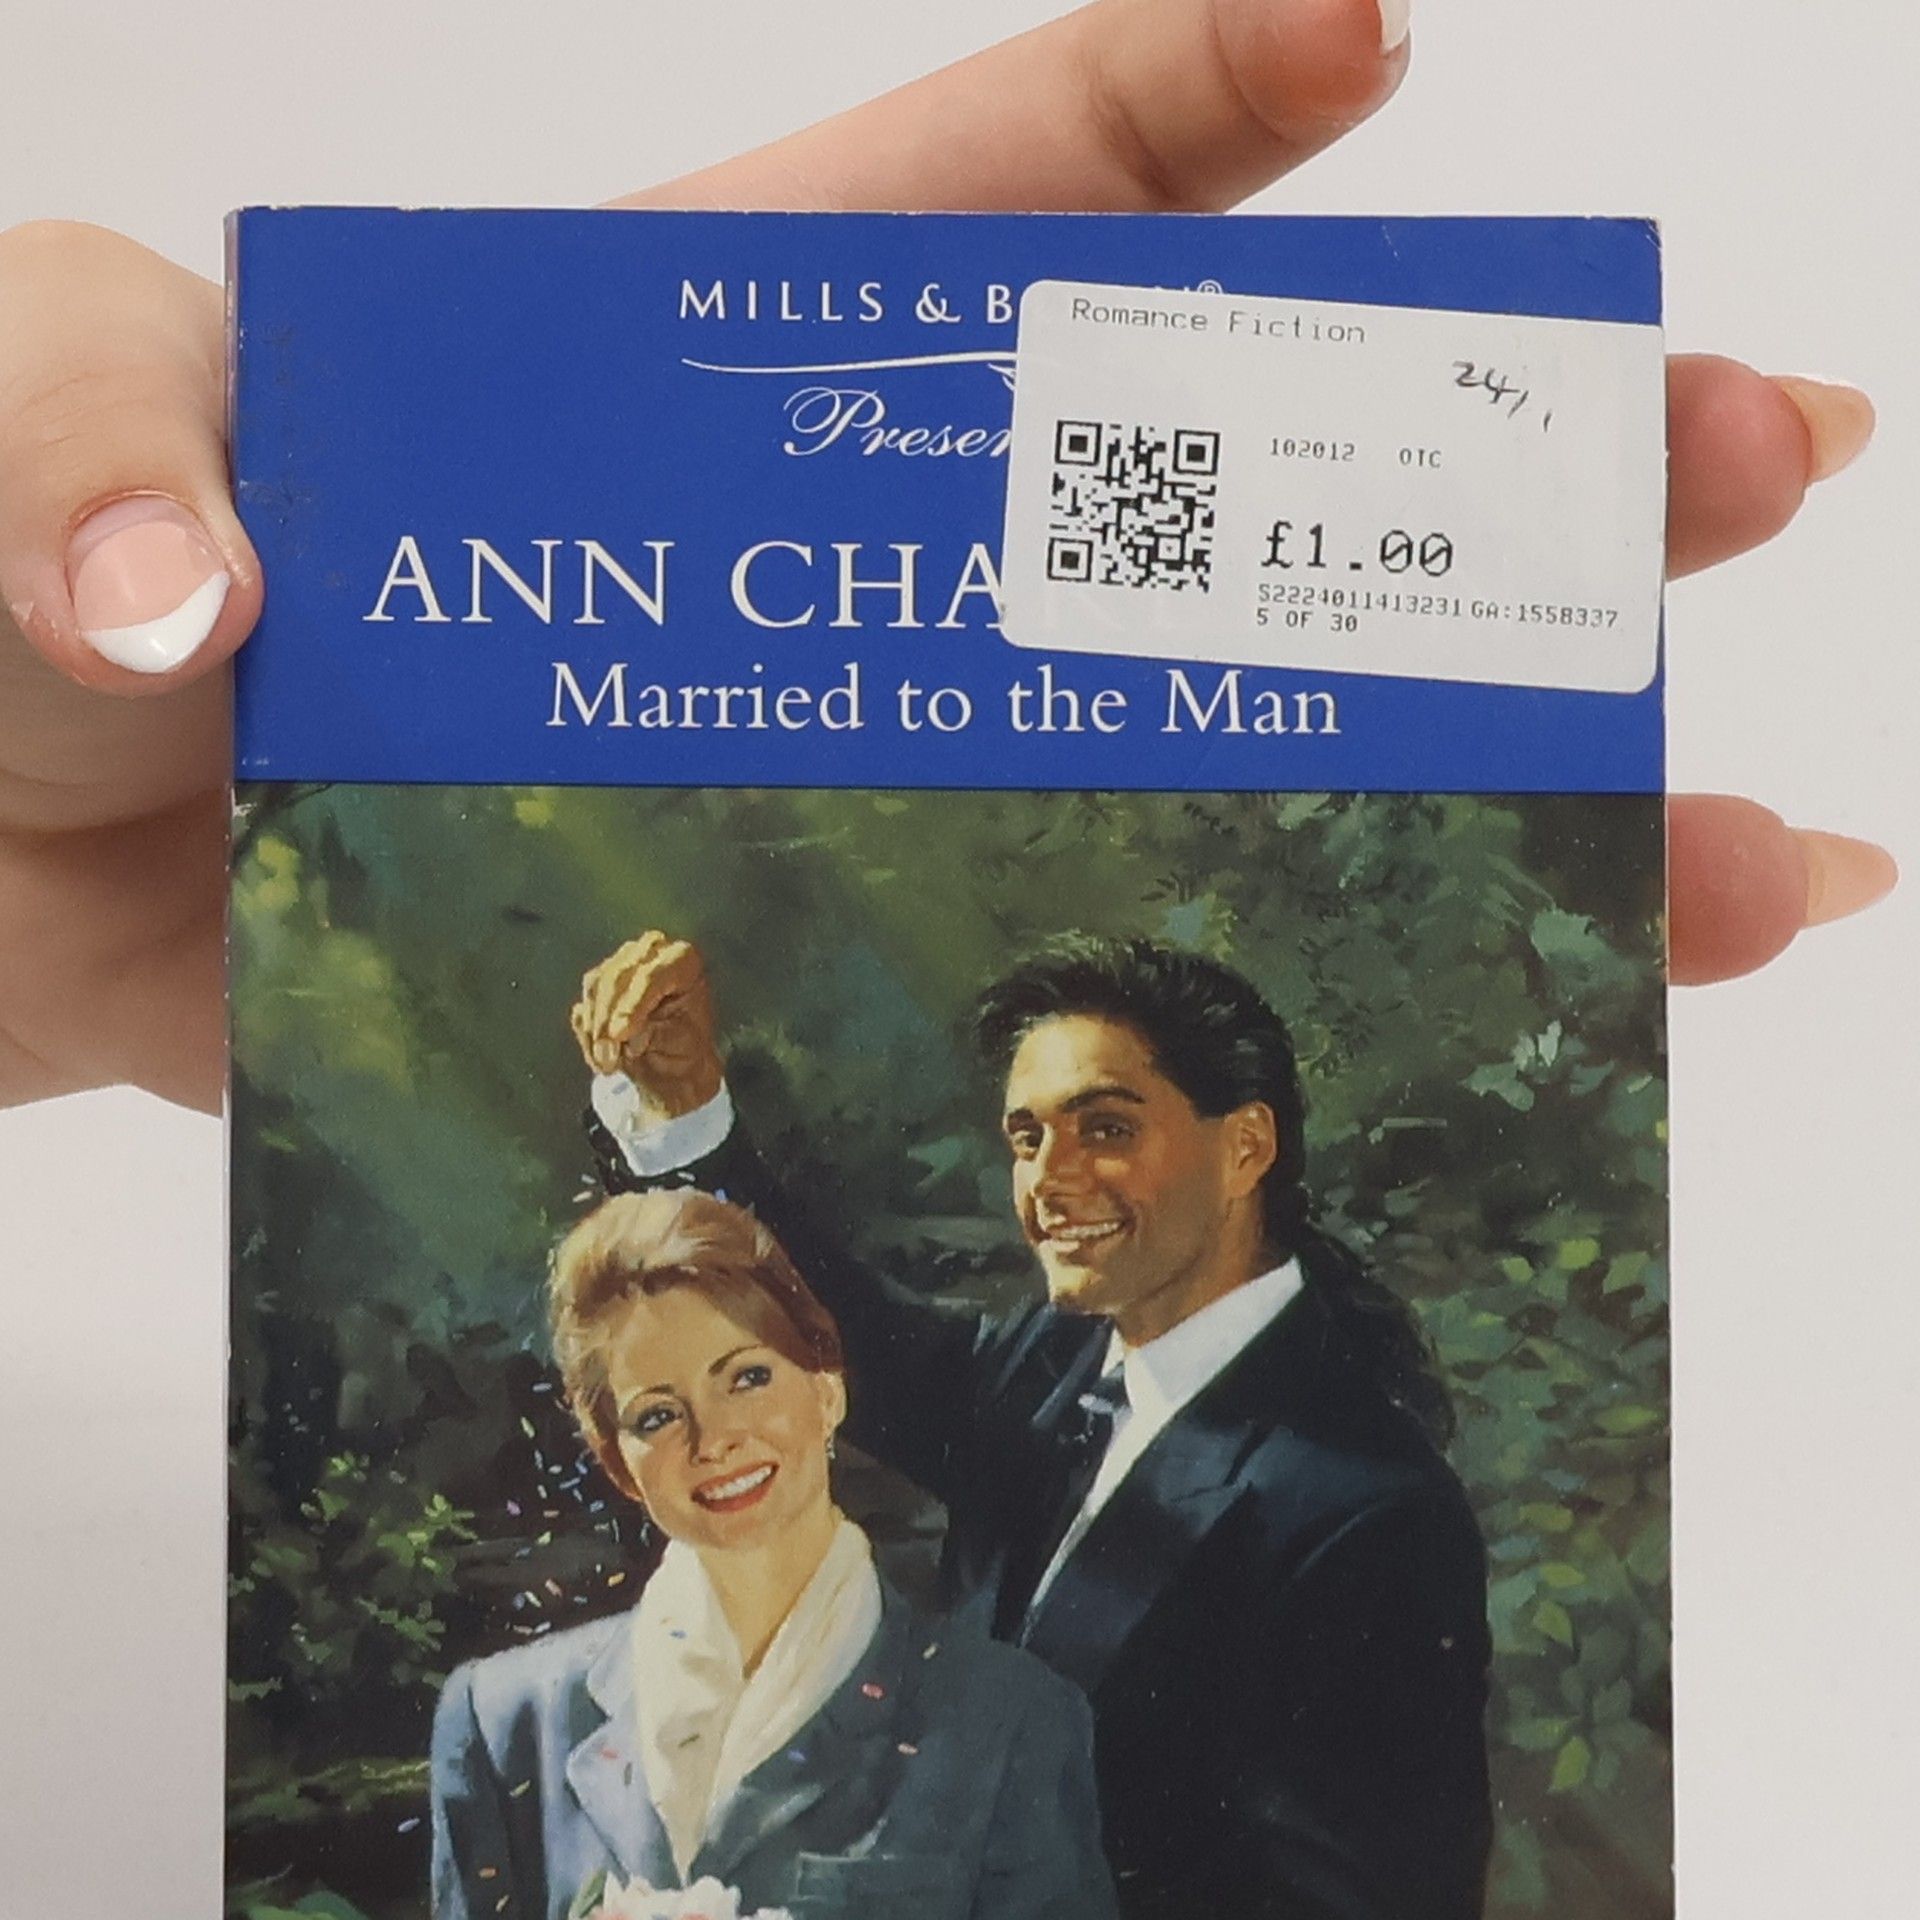 MILLS & B
Presen
ANN CHA
Married to the Man
Romance Fiction
24/1
102012 OTC
£1.00
S2224011413231 GA:1558337
5 OF 30